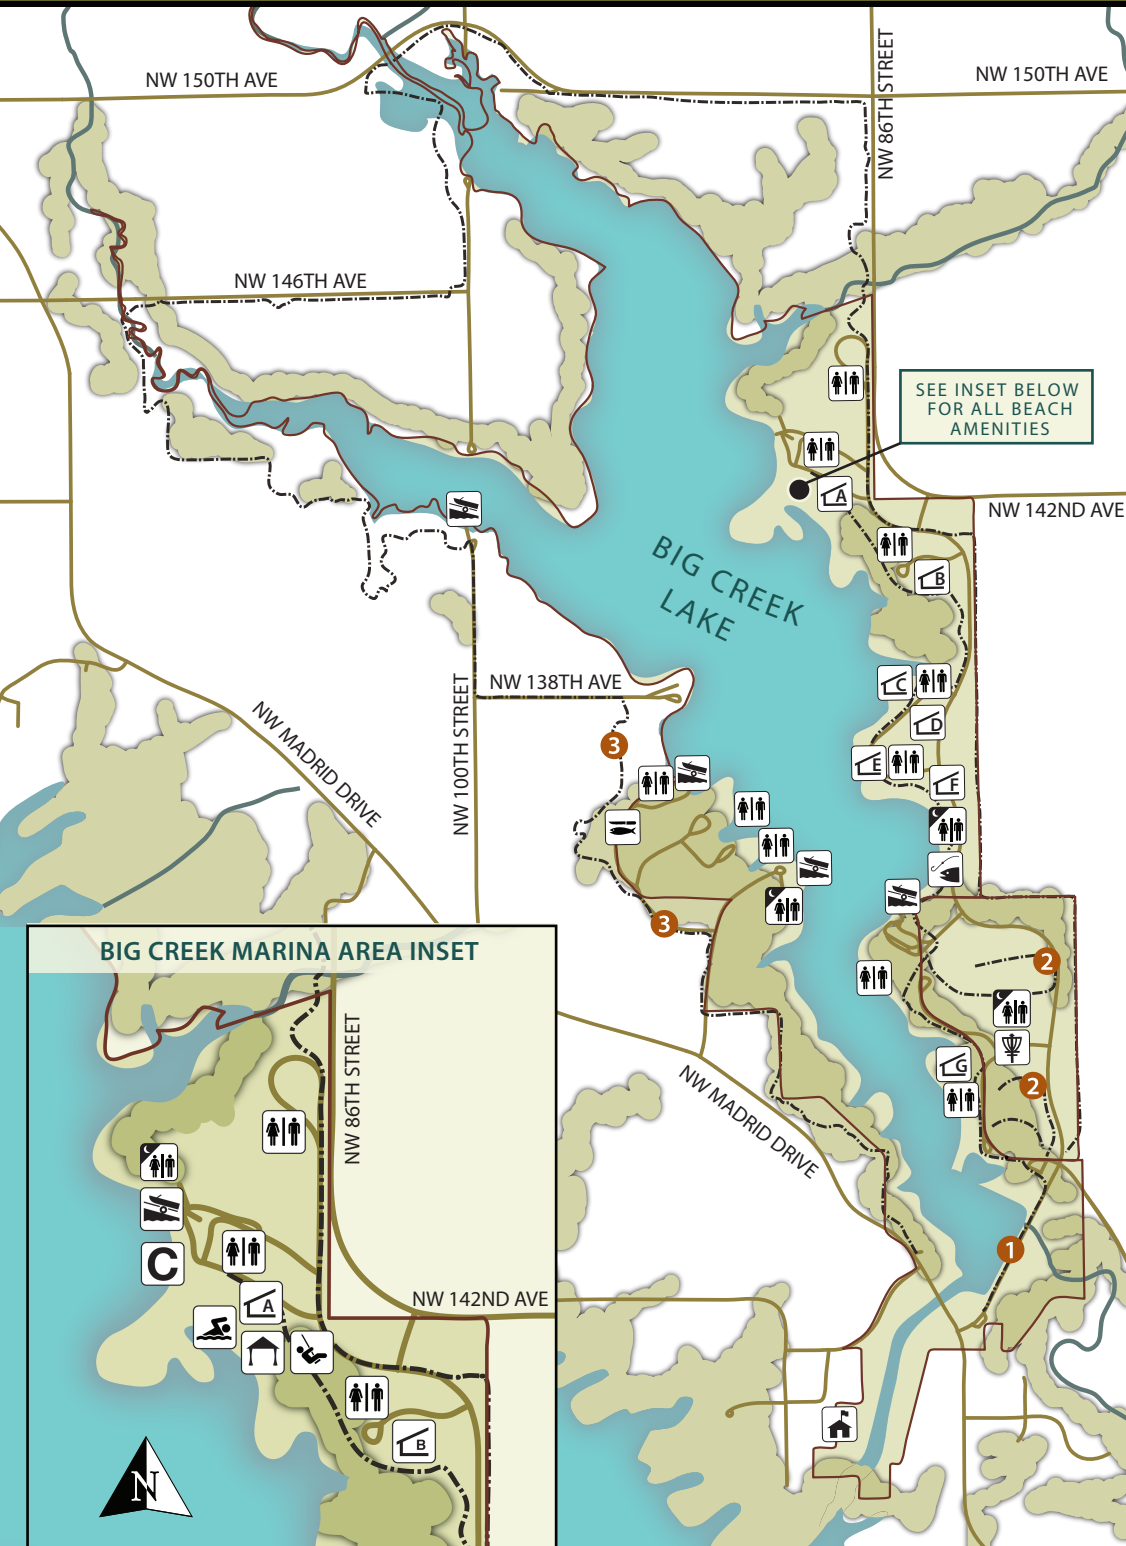 NW 150TH AVE
NW 86TH STREET
NW 150TH AVE
NW 146TH AVE
SEE INSET BELOW
FOR ALL BEACH
AMENITIES
A
NW 142ND AVE
BIG CREEK
LAKE
B
C
NW 138TH AVE
D
NW 100TH STREET
NW MADRID DRIVE
3
E
F
3
2
G
2
NW MADRID DRIVE
1
BIG CREEK MARINA AREA INSET
NW 86TH STREET
C
A
NW 142ND AVE
B
N